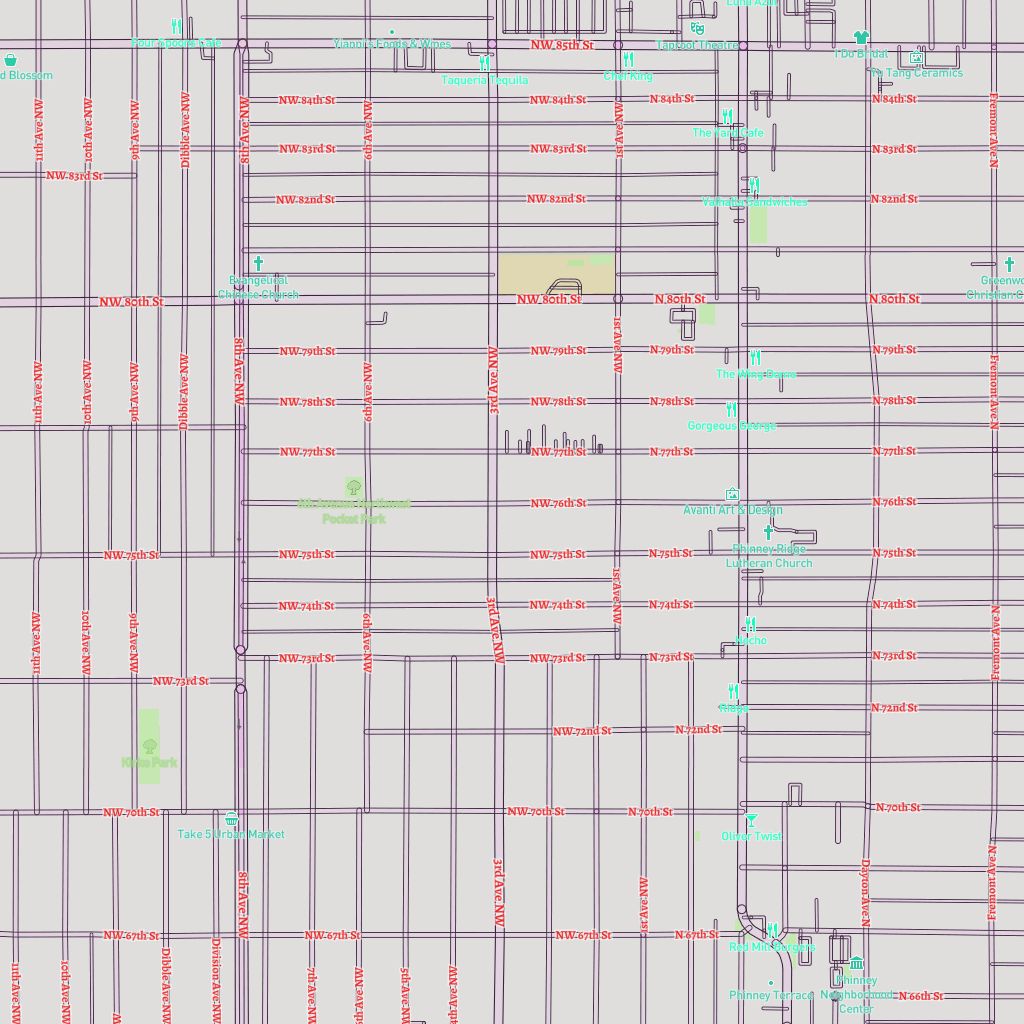 Luna Azul
Four Spoons Cafe
Yianni's Foods & Wines
NW 85th St
Taproot Theatre
I Do Bridal
d Blossom
Taqueria Tequila
Chef King
Yu Tang Ceramics
11th Ave NW
10th Ave NW
9th Ave NW
Dibble Ave NW
8th Ave NW
6th Ave NW
1st Ave NW
Fremont Ave N
NW 84th St
NW 84th St
N 84th St
N 84th St
The Yard Cafe
NW 83rd St
NW 83rd St
N 83rd St
NW 83rd St
NW 82nd St
NW 82nd St
N 82nd St
Valhalla Sandwiches
Evangelical
Chinese Church
Greenwo
Christian C
NW 80th St
NW 80th St
N 80th St
N 80th St
8th Ave NW
3rd Ave NW
1st Ave NW
NW 79th St
NW 79th St
N 79th St
N 79th St
11th Ave NW
10th Ave NW
9th Ave NW
Dibble Ave NW
6th Ave NW
Fremont Ave N
The Wing Dome
NW 78th St
NW 78th St
N 78th St
N 78th St
Gorgeous George
NW 77th St
NW 77th St
N 77th St
N 77th St
6th Avenue Northwest
Pocket Park
NW 76th St
N 76th St
N 76th St
Avanti Art & Design
NW 75th St
NW 75th St
NW 75th St
N 75th St
N 75th St
Phinney Ridge
Lutheran Church
NW 74th St
NW 74th St
N 74th St
N 74th St
11th Ave NW
10th Ave NW
9th Ave NW
6th Ave NW
3rd Ave NW
1st Ave NW
Fremont Ave N
Nacho
NW 73rd St
NW 73rd St
N 73rd St
N 73rd St
NW 73rd St
Ridge
N 72nd St
NW 72nd St
N 72nd St
Kirke Park
NW 70th St
NW 70th St
N 70th St
N 70th St
Take 5 Urban Market
Oliver Twist
8th Ave NW
3rd Ave NW
1st Ave NW
Dayton Ave N
Fremont Ave N
NW 67th St
NW 67th St
NW 67th St
N 67th St
Red Mill Burgers
11th Ave NW
10th Ave NW
9th Ave NW
Dibble Ave NW
Division Ave NW
7th Ave NW
6th Ave NW
5th Ave NW
4th Ave NW
Phinney Terrace
Phinney
Neighborhood
Center
N 66th St